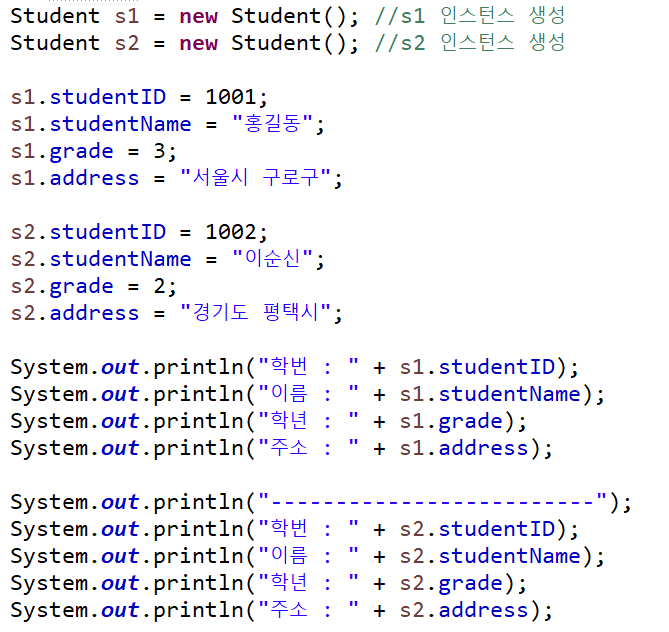 Student s1 = new Student(); //s1 인스턴스 생성
Student s2 = new Student(); //s2 인스턴스 생성
s1.studentID = 1001;
s1.studentName = "홍길동";
s1.grade = 3;
s1.address = "서울시 구로구";
s2.studentID = 1002;
s2.studentName = "이순신";
s2.grade = 2;
s2.address = "경기도 평택시";
System.out.println("학번 : " + s1.studentID);
System.out.println("이름 : " + s1.studentName);
System.out.println("학년 : " + s1.grade);
System.out.println("주소 : " + s1.address);
System.out.println("-------------------------");
System.out.println("학번 : " + s2.studentID);
System.out.println("이름 : " + s2.studentName);
System.out.println("학년 : " + s2.grade);
System.out.println("주소 : " + s2.address);